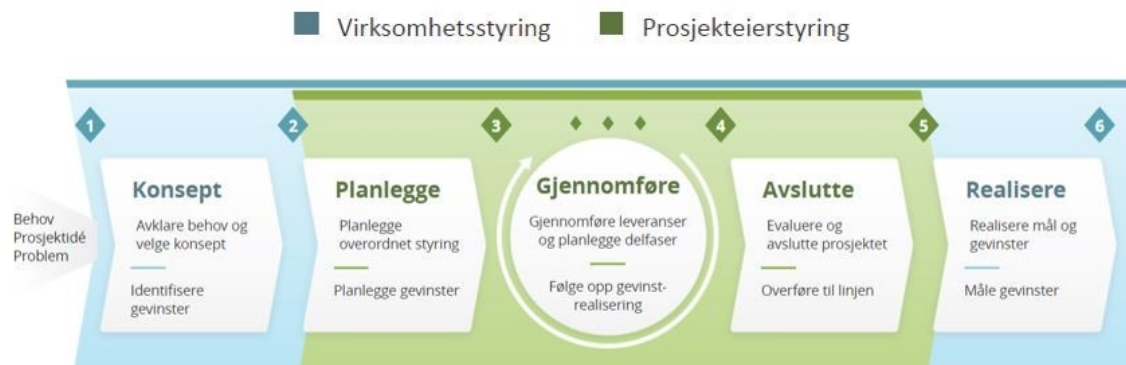 Virksomhetsstyring
Prosjekteierstyring
1
2
3
4
5
6
Behov
Prosjektidé
Problem
Konsept
Avklare behov og
velge konsept
Identifisere
gevinster
Planlegge
Planlegge
overordnet styring
Planlegge gevinster
Gjennomføre
Gjennomføre leveranser
og planlegge delfaser
Følge opp gevinst-
realisering
Avslutte
Evaluere og
avslutte prosjektet
Overføre til linjen
Realisere
Realisere mål og
gevinster
Måle gevinster